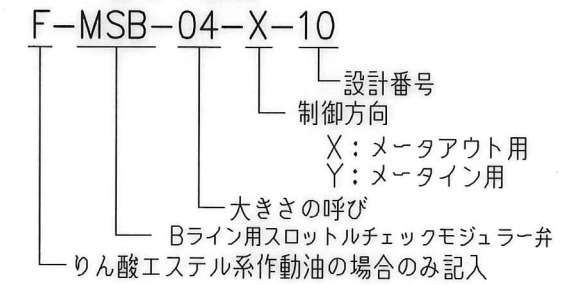 F-MSB-04-X-10
設計番号
制御方向
X：メータアウト用
Y：メータイン用
大きさの呼び
Bライン用スロットルチェックモジュラー弁
りん酸エステル系作動油の場合のみ記入